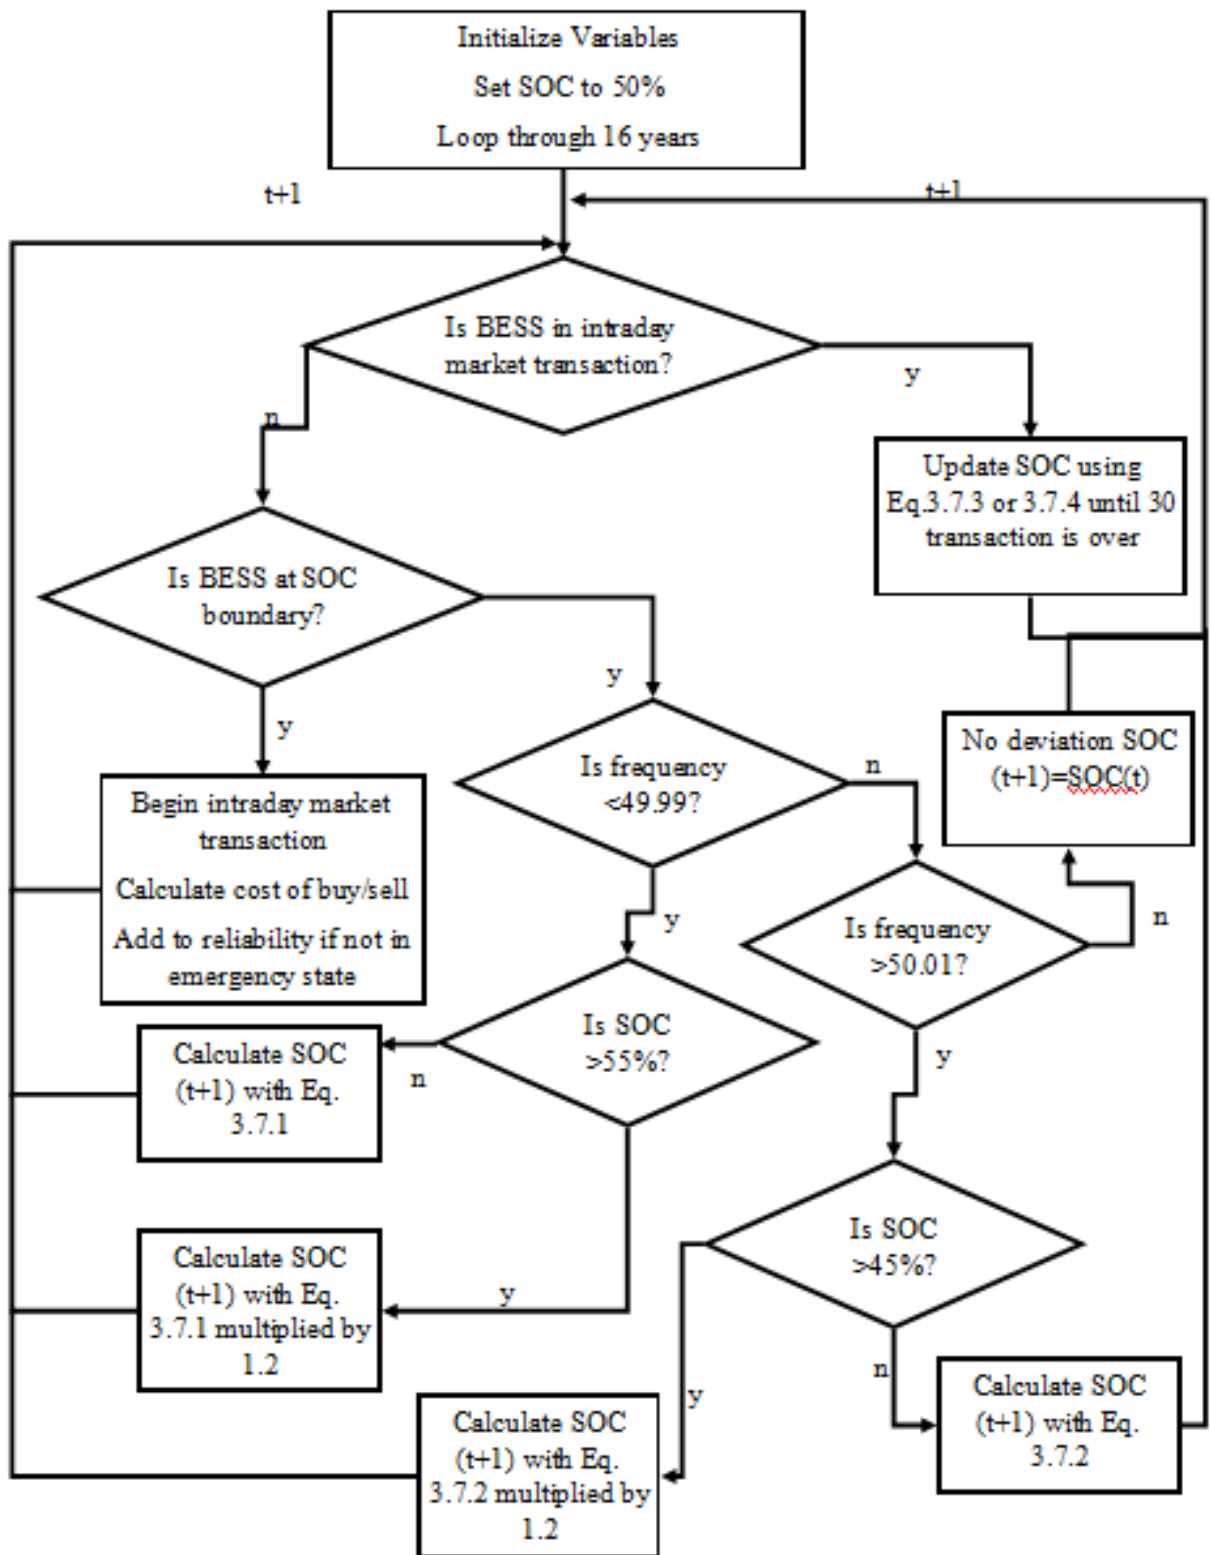 Initialize Variables
Set SOC to 50%
Loop through 16 years
t+1
t+1
Is BESS in intraday
market transaction?
y
n
Update SOC using
Eq.3.7.3 or 3.7.4 until 30
transaction is over
Is BESS at SOC
boundary?
y
y
No deviation SOC
(t+1)=SOC(t)
Is frequency
<49.99?
n
Begin intraday market
transaction
Calculate cost of buy/sell
Add to reliability if not in
emergency state
y
Is frequency
>50.01?
n
Is SOC
>55%?
n
y
Calculate SOC
(t+1) with Eq.
3.7.1
Is SOC
>45%?
Calculate SOC
(t+1) with Eq.
3.7.1 multiplied by
1.2
y
n
y
Calculate SOC
(t+1) with Eq.
3.7.2
Calculate SOC
(t+1) with Eq.
3.7.2 multiplied by
1.2